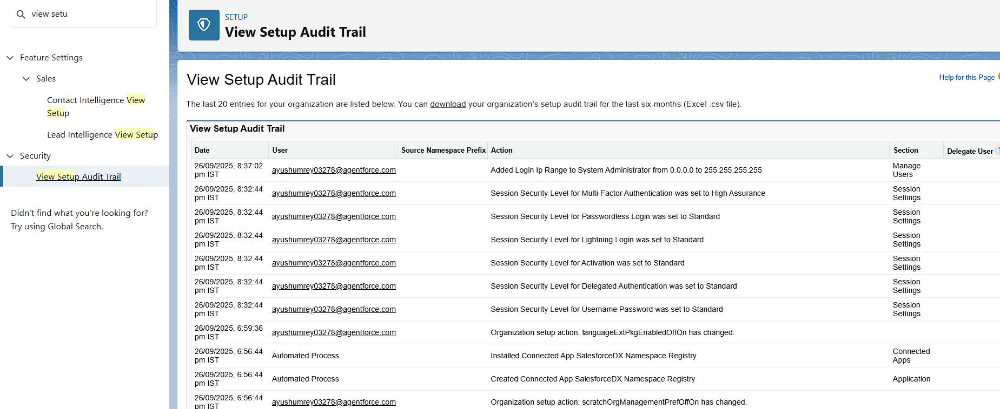 view setu
Feature Settings
Sales
Contact Intelligence View
Setup
Lead Intelligence View Setup
Security
View Setup Audit Trail
Didn't find what you're looking for?
Try using Global Search.
SETUP
View Setup Audit Trail
View Setup Audit Trail
Help for this Page
The last 20 entries for your organization are listed below. You can download your organization's setup audit trail for the last six months (Excel .csv file).
View Setup Audit Trail
Date User Source Namespace Prefix Action Section Delegate User ?
26/09/2025, 8:37:02 pm IST ayushumrey03278@agentforce.com Added Login Ip Range to System Administrator from 0.0.0.0 to 255.255.255.255 Manage Users
26/09/2025, 8:32:44 pm IST ayushumrey03278@agentforce.com Session Security Level for Multi-Factor Authentication was set to High Assurance Session Settings
26/09/2025, 8:32:44 pm IST ayushumrey03278@agentforce.com Session Security Level for Passwordless Login was set to Standard Session Settings
26/09/2025, 8:32:44 pm IST ayushumrey03278@agentforce.com Session Security Level for Lightning Login was set to Standard Session Settings
26/09/2025, 8:32:44 pm IST ayushumrey03278@agentforce.com Session Security Level for Activation was set to Standard Session Settings
26/09/2025, 8:32:44 pm IST ayushumrey03278@agentforce.com Session Security Level for Delegated Authentication was set to Standard Session Settings
26/09/2025, 8:32:44 pm IST ayushumrey03278@agentforce.com Session Security Level for Username Password was set to Standard Session Settings
26/09/2025, 6:59:36 pm IST ayushumrey03278@agentforce.com Organization setup action: languageExtPkgEnabledOffOn has changed.
26/09/2025, 6:56:44 pm IST Automated Process Installed Connected App SalesforceDX Namespace Registry Connected Apps
26/09/2025, 6:56:44 pm IST Automated Process Created Connected App SalesforceDX Namespace Registry Application
26/09/2025, 6:56:44 pm IST ayushumrey03278@agentforce.com Organization setup action: scratchOrgManagementPrefOffOn has changed.